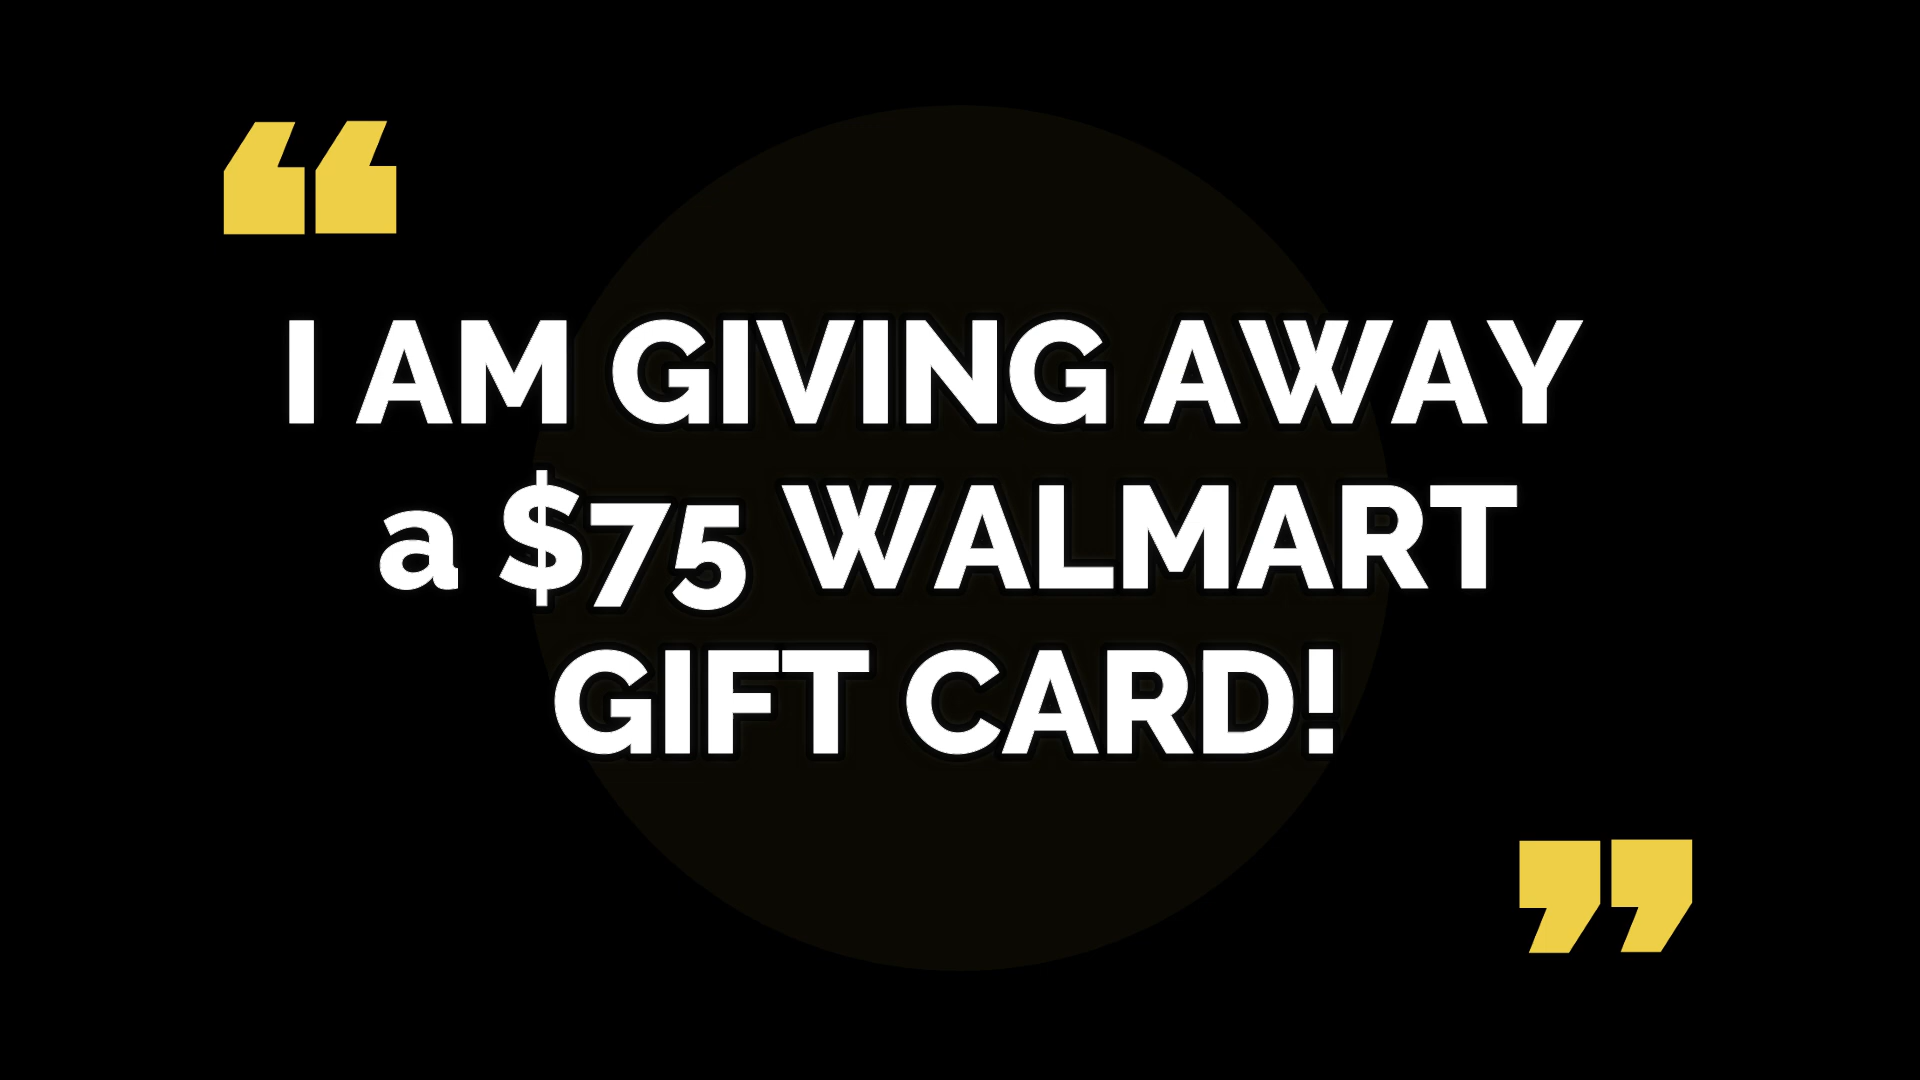 “
I AM GIVING AWAY
a $75 WALMART
GIFT CARD!
”